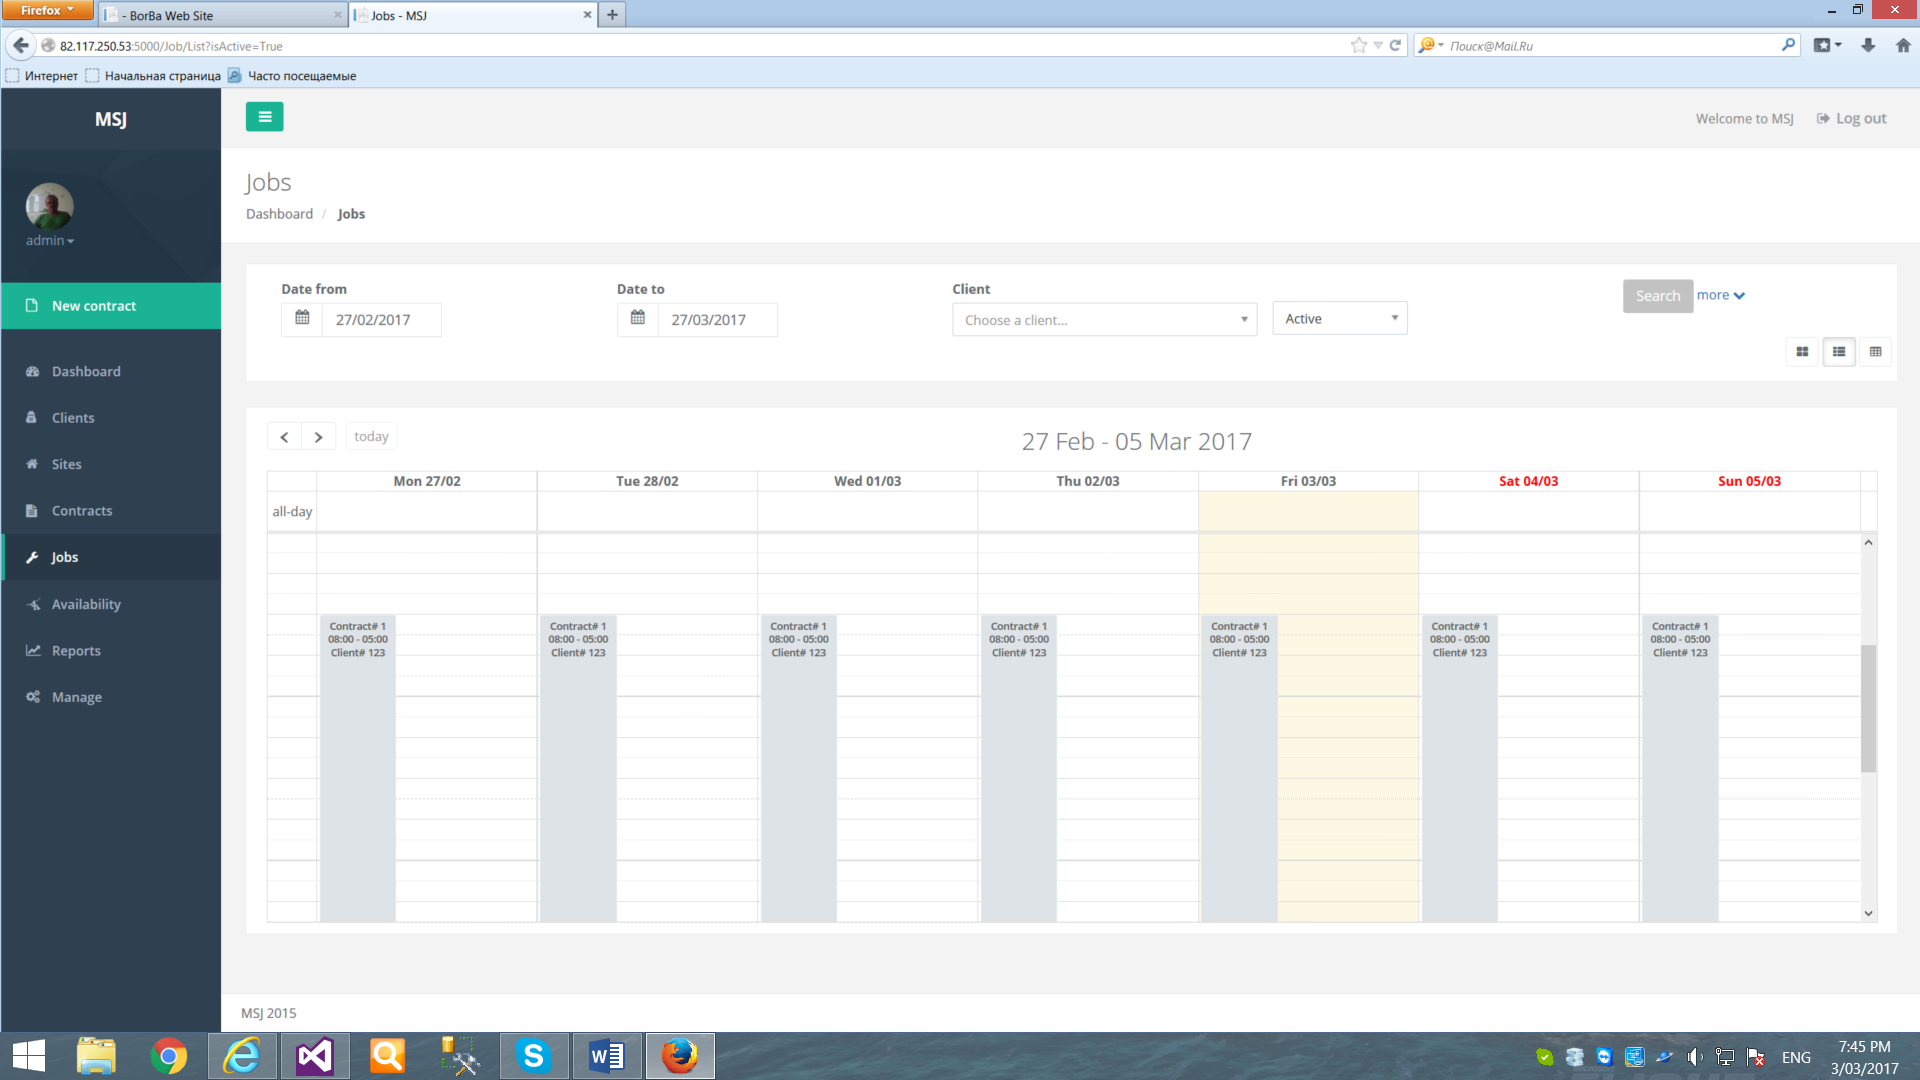 Firefox
- BorBa Web Site
Jobs - MSJ
82.117.250.53:5000/Job/List?isActive=True
Поиск@Mail.Ru
Интернет
Начальная страница
Часто посещаемые
MSJ
Welcome to MSJ
Log out
admin
New contract
Dashboard
Clients
Sites
Contracts
Jobs
Availability
Reports
Manage
Jobs
Dashboard / Jobs
Date from
27/02/2017
Date to
27/03/2017
Client
Choose a client...
Active
Search
more
today
27 Feb - 05 Mar 2017
Mon 27/02
Tue 28/02
Wed 01/03
Thu 02/03
Fri 03/03
Sat 04/03
Sun 05/03
all-day
Contract# 1
08:00 - 05:00
Client# 123
Contract# 1
08:00 - 05:00
Client# 123
Contract# 1
08:00 - 05:00
Client# 123
Contract# 1
08:00 - 05:00
Client# 123
Contract# 1
08:00 - 05:00
Client# 123
Contract# 1
08:00 - 05:00
Client# 123
Contract# 1
08:00 - 05:00
Client# 123
MSJ 2015
ENG
7:45 PM
3/03/2017